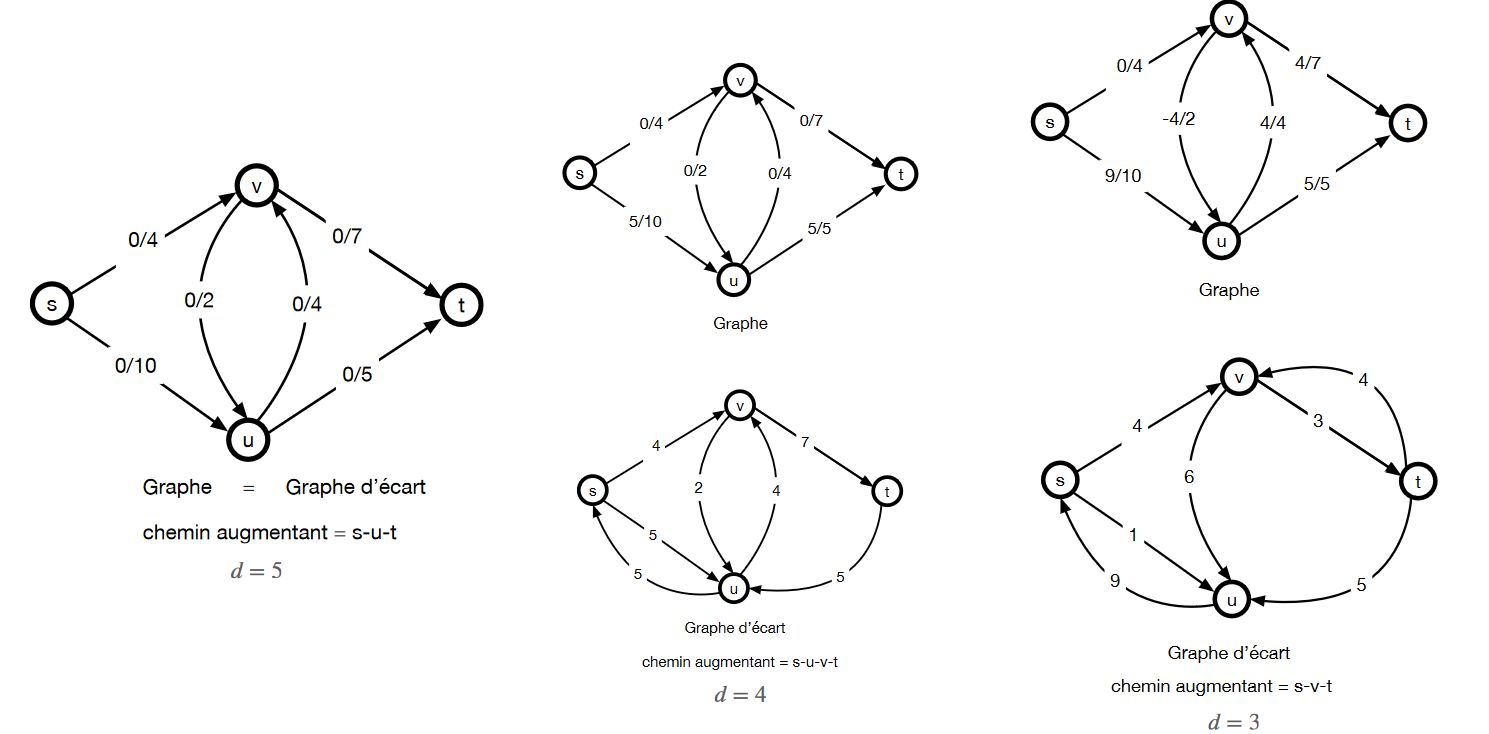 v
0/4
0/7
0/2
0/4
s
t
0/10
0/5
u
Graphe = Graphe d'écart
chemin augmentant = s-u-t
d = 5
v
0/4
0/7
0/2
0/4
s
t
5/10
5/5
u
Graphe
v
4
7
2
4
s
t
5
5
5
u
Graphe d'écart
chemin augmentant = s-u-v-t
d = 4
v
0/4
4/7
-4/2
4/4
s
t
9/10
5/5
u
Graphe
v
4
4
3
6
s
t
1
9
5
u
Graphe d'écart
chemin augmentant = s-v-t
d = 3